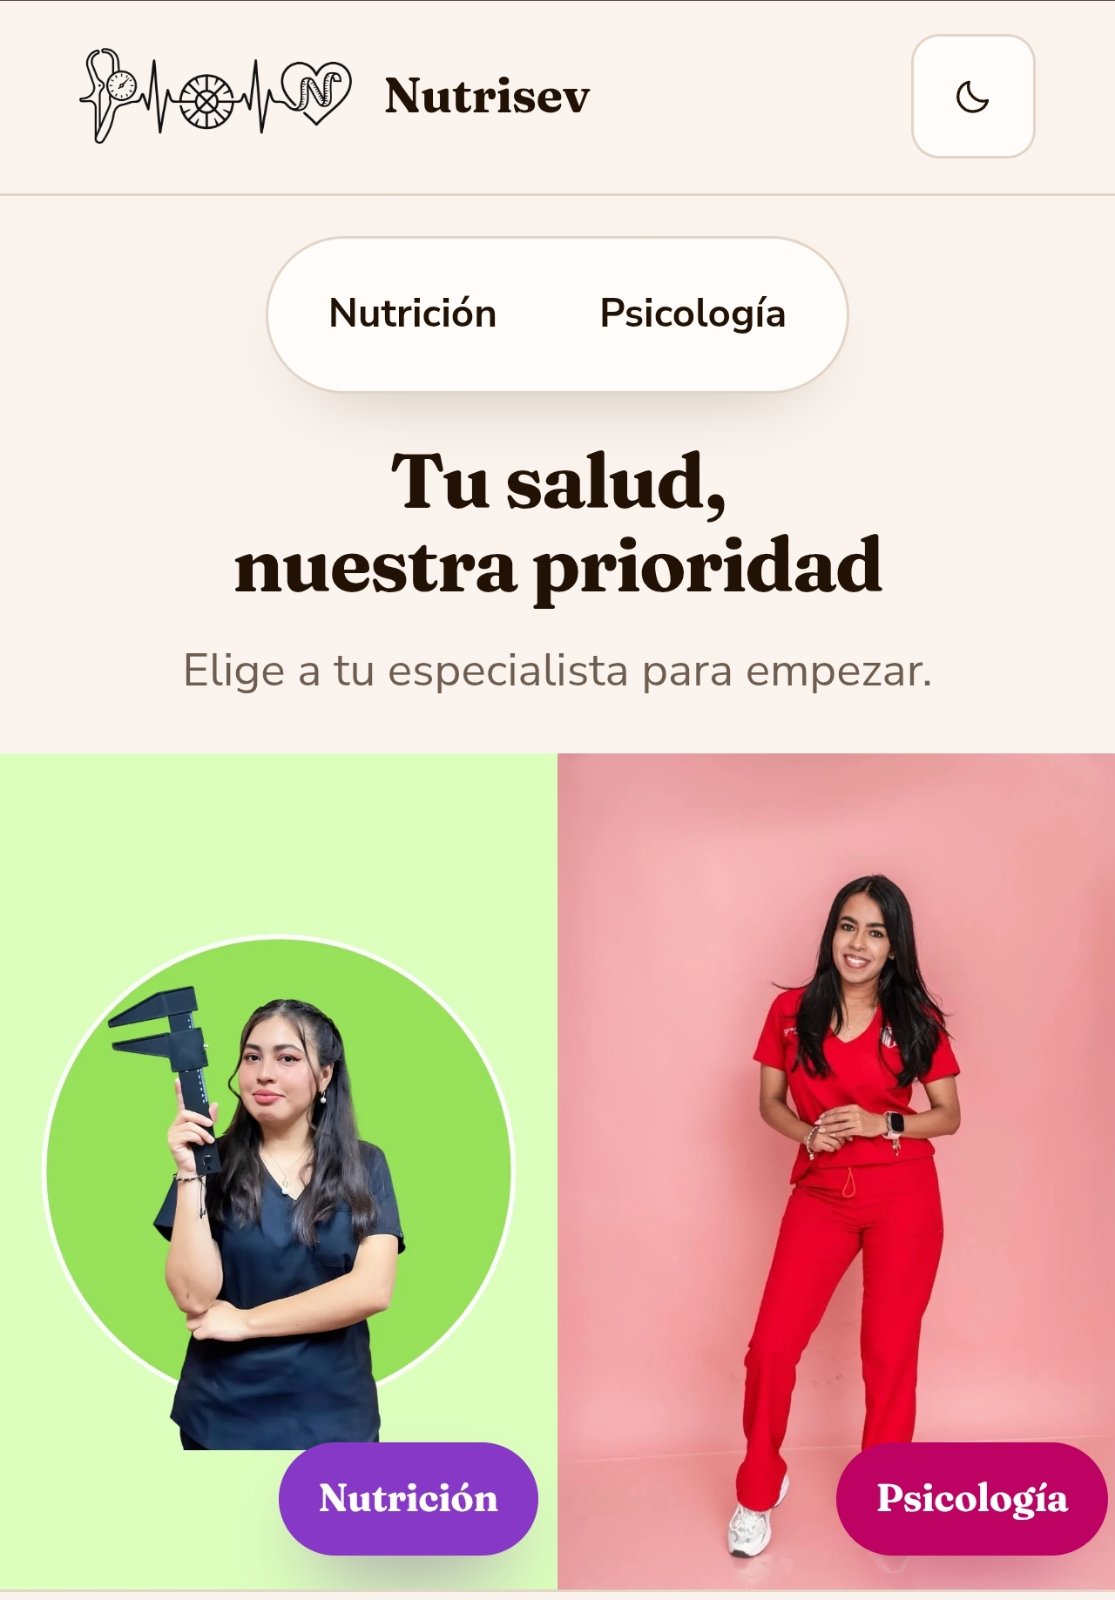 Nutrisev
Nutrición
Psicología
Tu salud,
nuestra prioridad
Elige a tu especialista para empezar.
Nutrición
Psicología